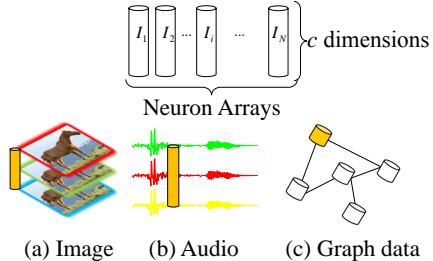 I1 I2 ... Ii ... IN
c dimensions
Neuron Arrays
(a) Image (b) Audio (c) Graph data